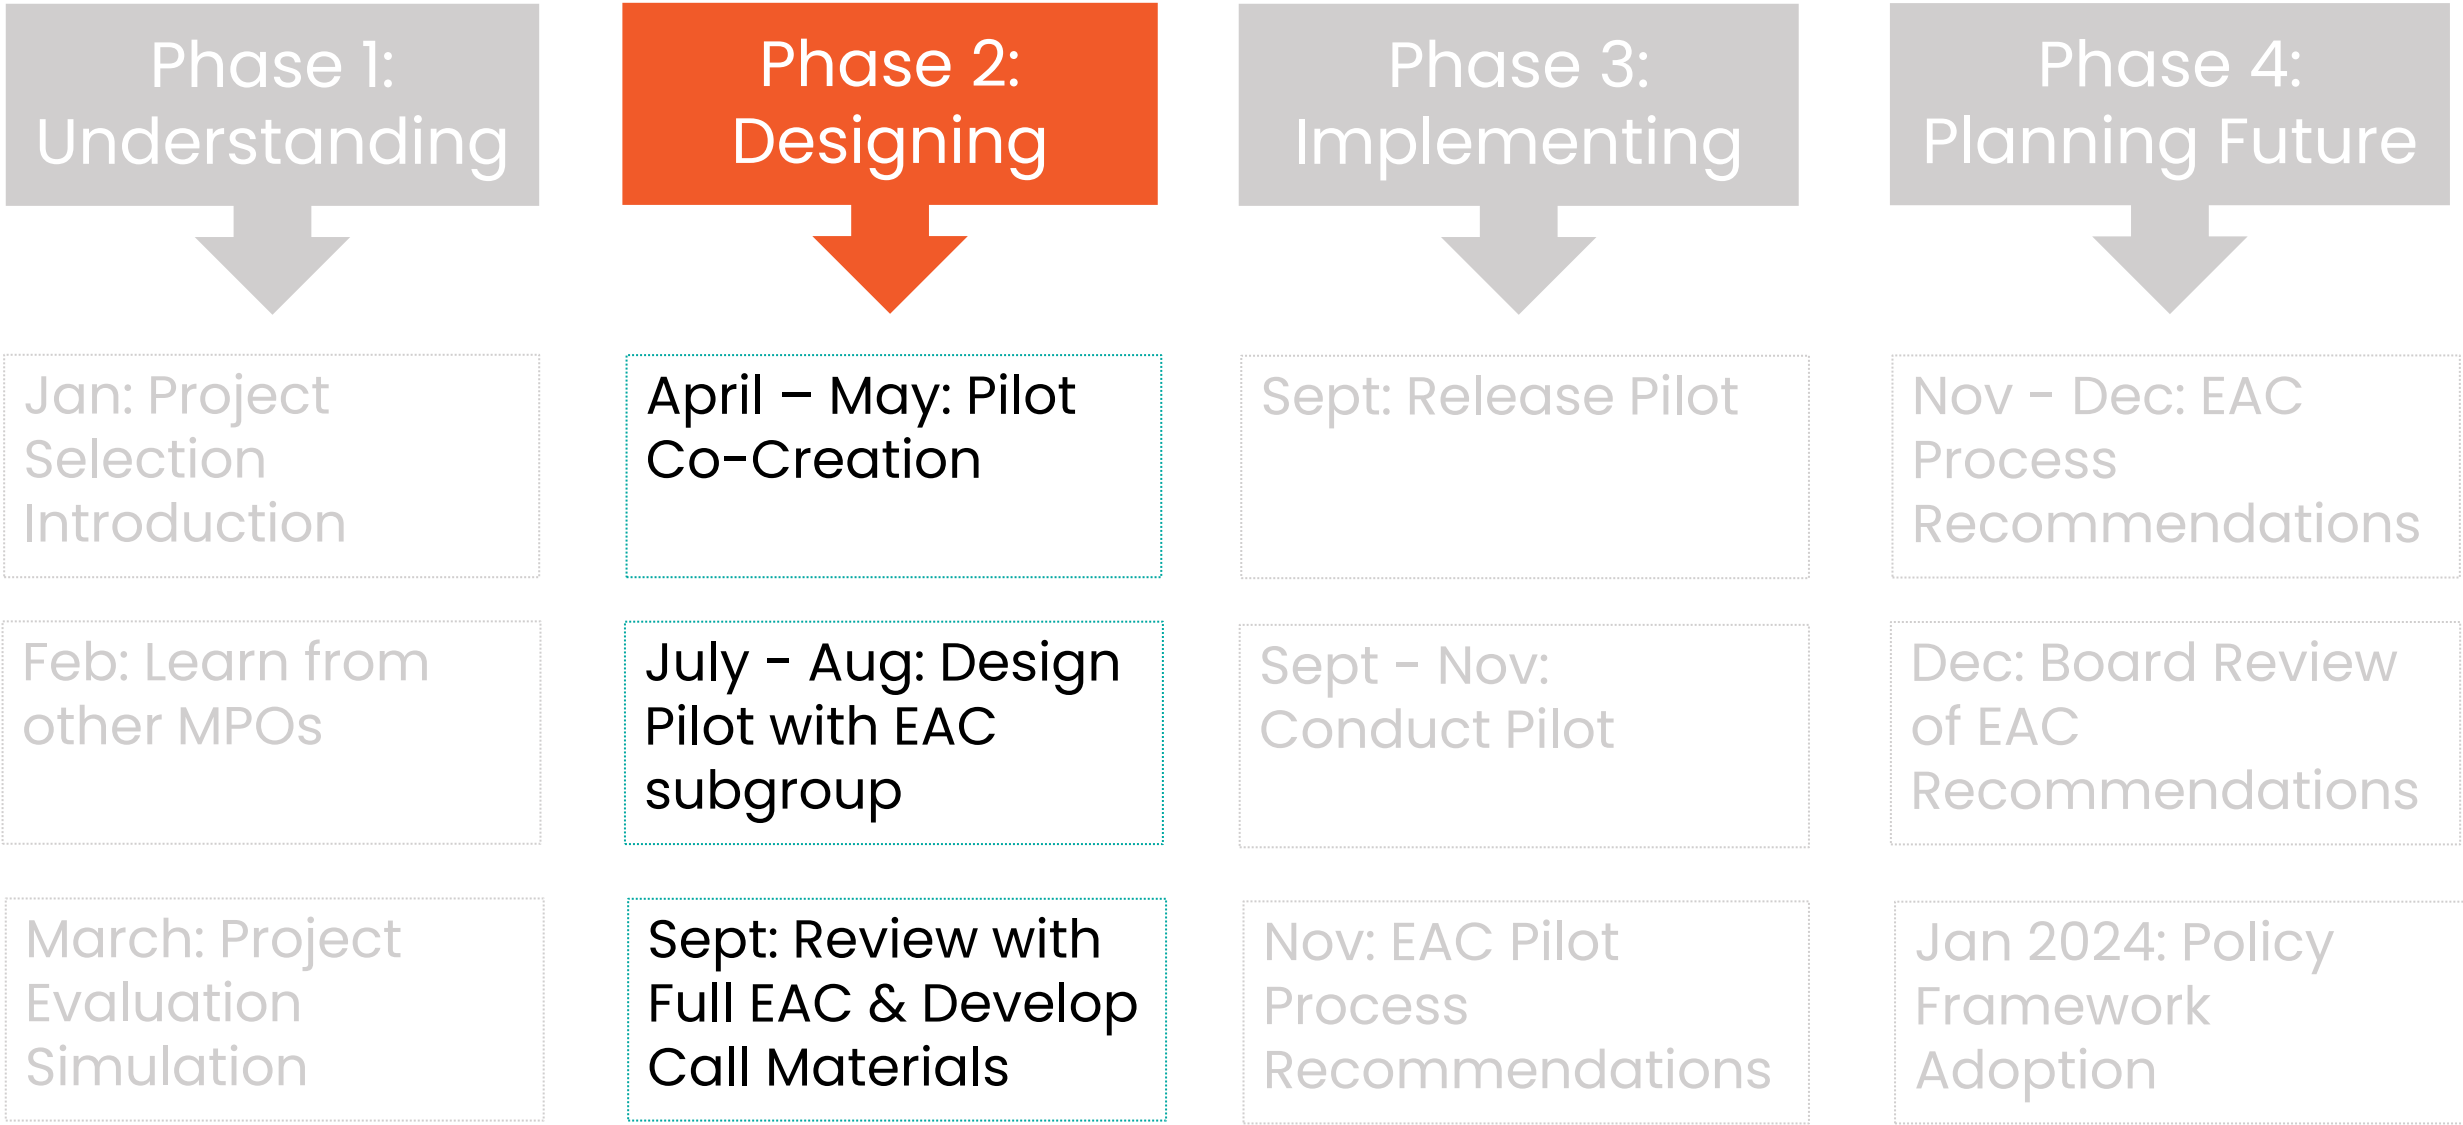 Phase 1:
Understanding
Jan: Project
Selection
Introduction
Feb: Learn from
other MPOs
March: Project
Evaluation
Simulation
Phase 2:
Designing
April – May: Pilot
Co-Creation
July - Aug: Design
Pilot with EAC
subgroup
Sept: Review with
Full EAC & Develop
Call Materials
Phase 3:
Implementing
Sept: Release Pilot
Sept - Nov:
Conduct Pilot
Nov: EAC Pilot
Process
Recommendations
Phase 4:
Planning Future
Nov - Dec: EAC
Process
Recommendations
Dec: Board Review
of EAC
Recommendations
Jan 2024: Policy
Framework
Adoption